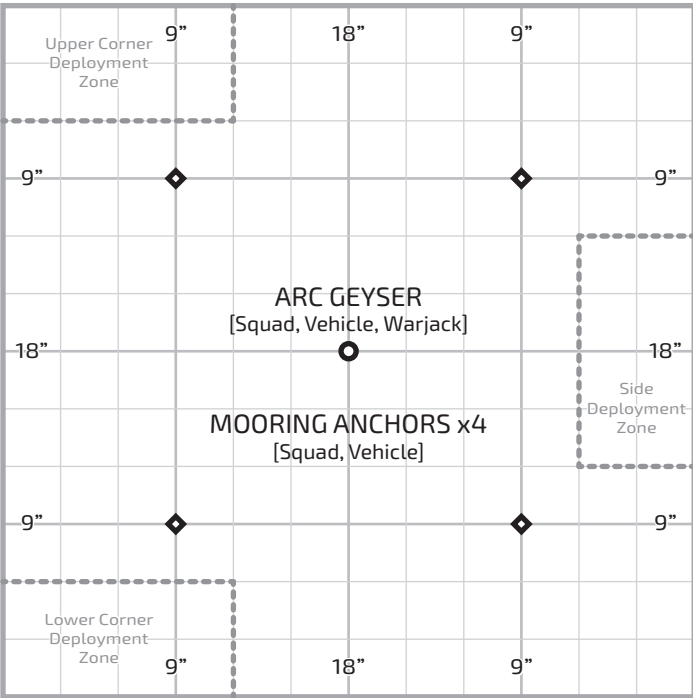 9” 18” 9”
Upper Corner
Deployment
Zone
9” 9”
ARC GEYSER
[Squad, Vehicle, Warjack]
18” 18”
Side
Deployment
Zone
MOORING ANCHORS x4
[Squad, Vehicle]
9” 9”
Lower Corner
Deployment
Zone
9” 18” 9”